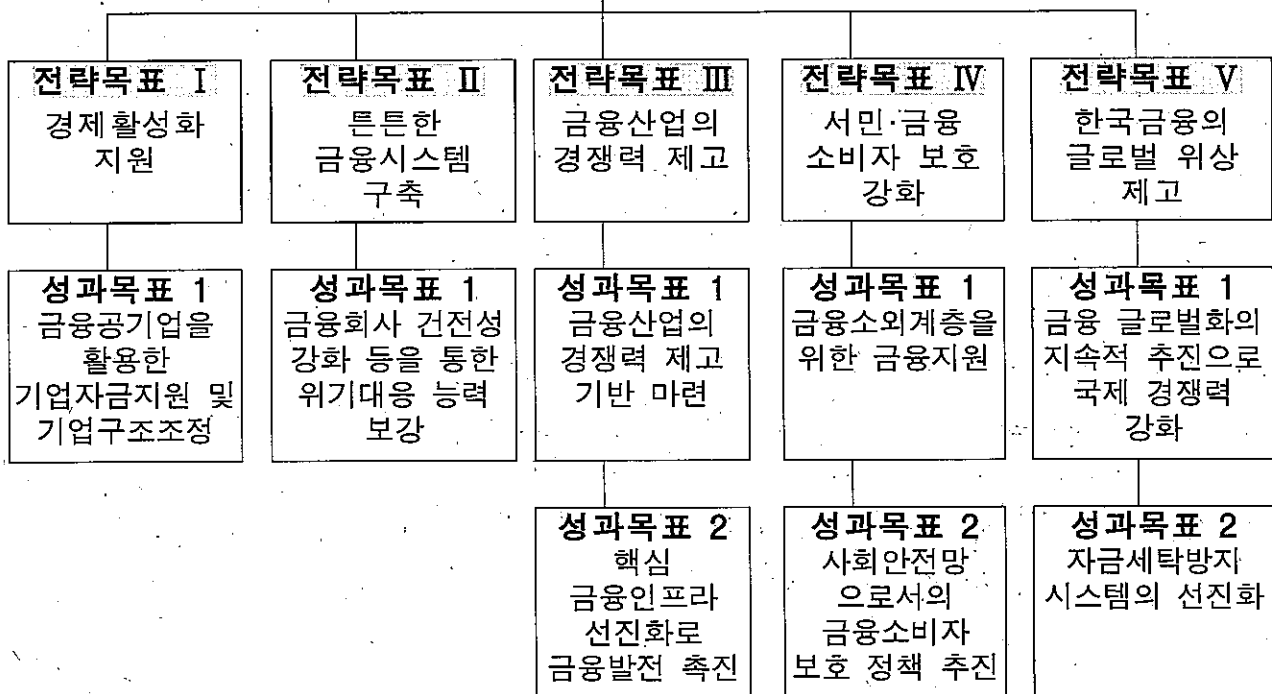 전략목표 Ⅰ
경제활성화
지원
전략목표 Ⅱ
튼튼한
금융시스템
구축
전략목표 Ⅲ
금융산업의
경쟁력 제고
전략목표 Ⅳ
서민·금융
소비자 보호
강화
전략목표 Ⅴ
한국금융의
글로벌 위상
제고
성과목표 1
금융공기업을
활용한
기업자금지원 및
기업구조조정
성과목표 1
금융회사 건전성
강화 등을 통한
위기대응 능력
보강
성과목표 1
금융산업의
경쟁력 제고
기반 마련
성과목표 1
금융소외계층을
위한 금융지원
성과목표 1
금융 글로벌화의
지속적 추진으로
국제 경쟁력
강화
성과목표 2
핵심
금융인프라
선진화로
금융발전 촉진
성과목표 2
사회안전망
으로서의
금융소비자
보호 정책 추진
성과목표 2
자금세탁방지
시스템의 선진화